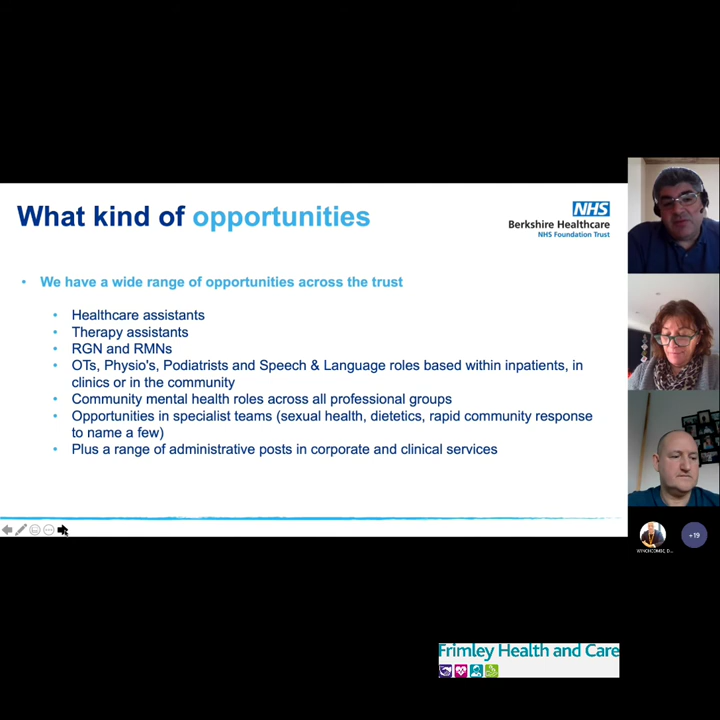 What kind of opportunities
NHS
Berkshire Healthcare
NHS Foundation Trust
• We have a wide range of opportunities across the trust
• Healthcare assistants
• Therapy assistants
• RGN and RMNs
• OTs, Physio's, Podiatrists and Speech & Language roles based within inpatients, in
clinics or in the community
• Community mental health roles across all professional groups
• Opportunities in specialist teams (sexual health, dietetics, rapid community response
to name a few)
• Plus a range of administrative posts in corporate and clinical services
+19
Frimley Health and Care